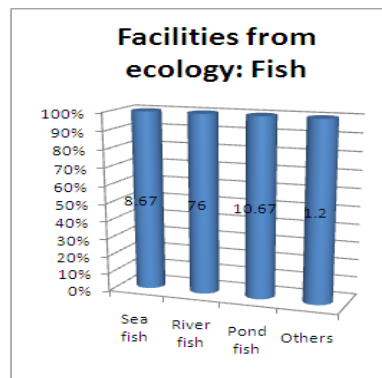 Facilities from
ecology: Fish
100%
90%
80%
70%
60%
50%
40%
30%
20%
10%
0%
8.67
76
10.67
1.2
Sea
fish
River
fish
Pond
fish
Others